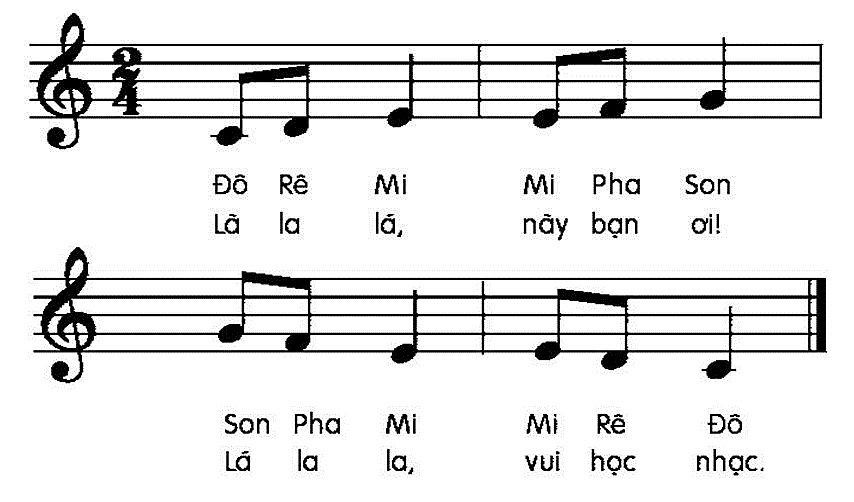 2
4
Đô Rê Mi Mi Pha Son
Lã la lá, nãy bạn ơi!
Son Pha Mi Mi Rê Đô
Lá la la, vui học nhạc.